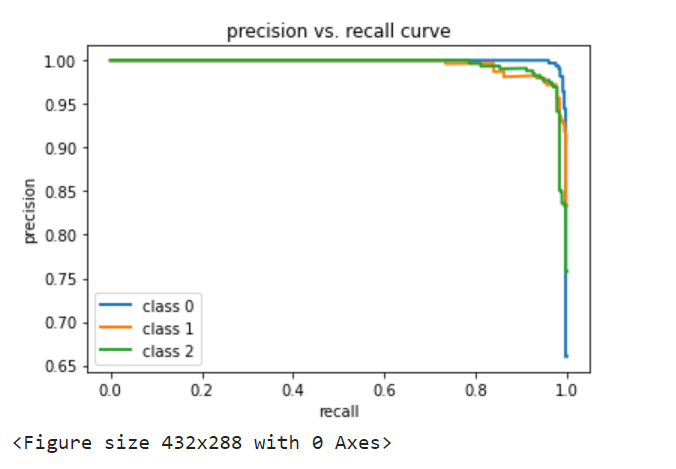 precision vs. recall curve
1.00
0.95
0.90
0.85
0.80
0.75
0.70
0.65
precision
class 0
class 1
class 2
0.0 0.2 0.4 0.6 0.8 1.0
recall
<Figure size 432x288 with 0 Axes>